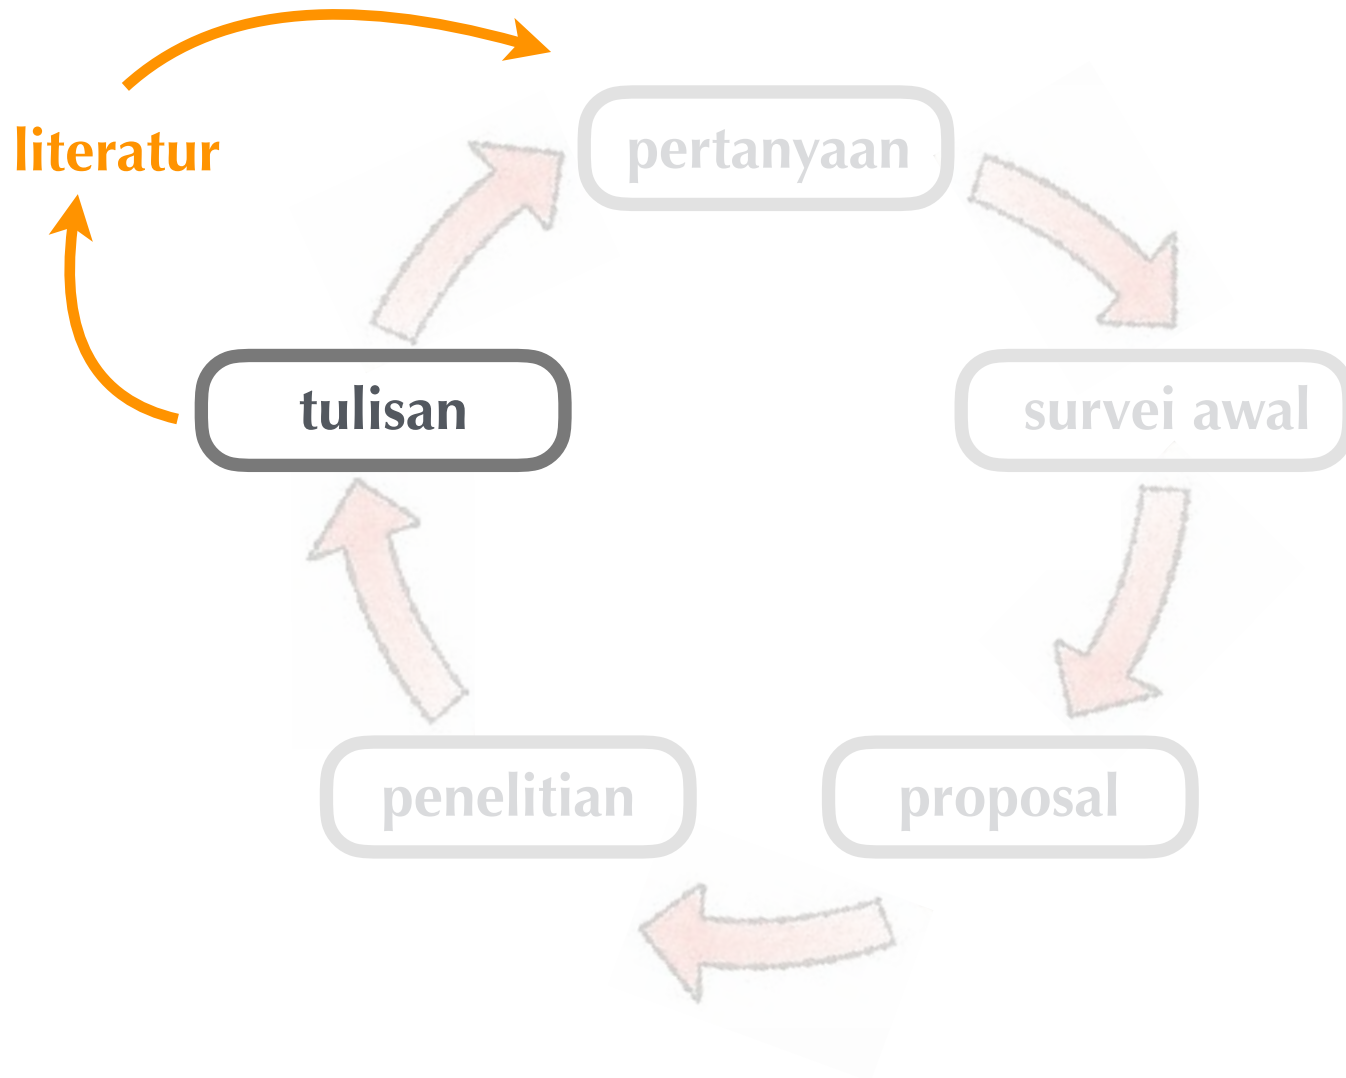 literatur
pertanyaan
tulisan
survei awal
penelitian
proposal